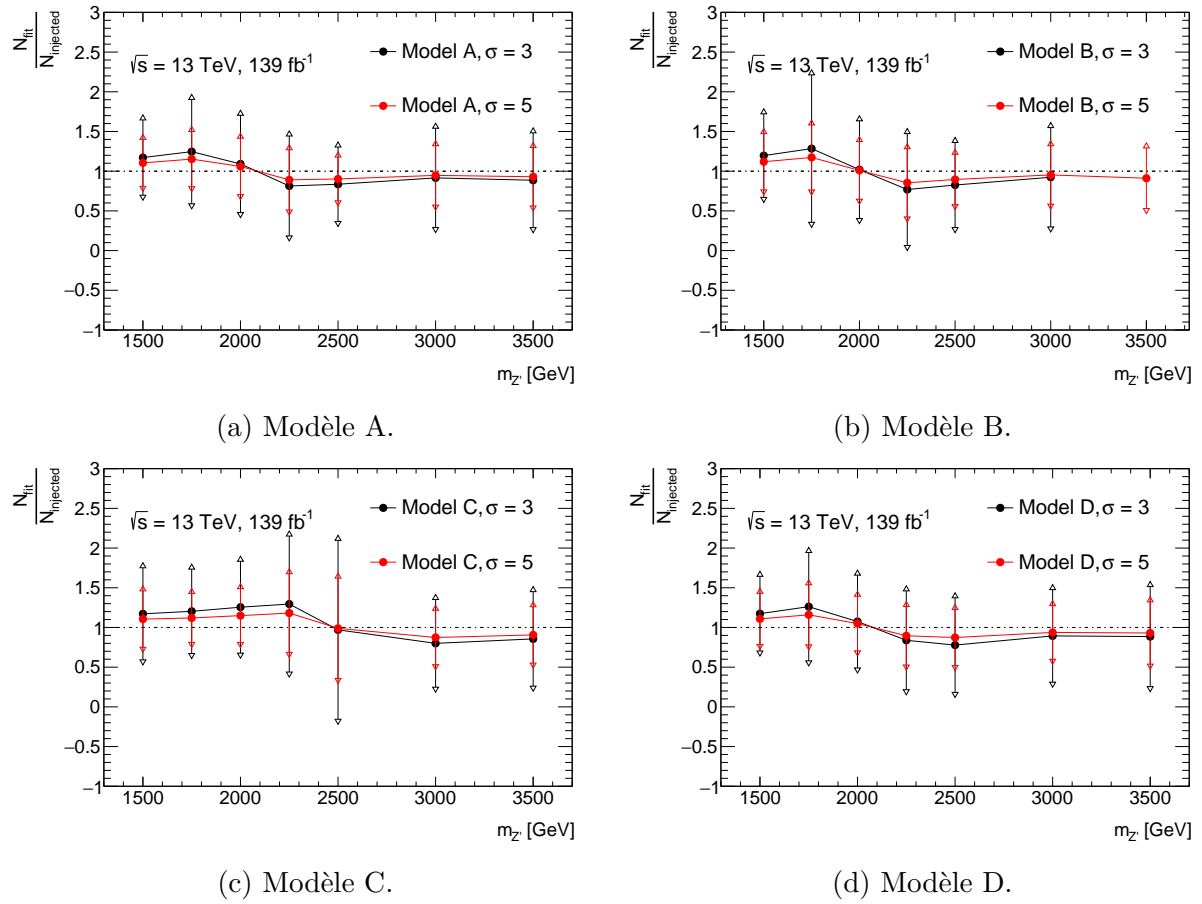 N_fit / N_injected
3
√s = 13 TeV, 139 fb⁻¹
Model A, σ = 3
Model A, σ = 5
2.5
2
1.5
1
0.5
0
−0.5
−1
1500 2000 2500 3000 3500
m_Z' [GeV]
(a) Modèle A.
N_fit / N_injected
3
√s = 13 TeV, 139 fb⁻¹
Model B, σ = 3
Model B, σ = 5
2.5
2
1.5
1
0.5
0
−0.5
−1
1500 2000 2500 3000 3500
m_Z' [GeV]
(b) Modèle B.
N_fit / N_injected
3
√s = 13 TeV, 139 fb⁻¹
Model C, σ = 3
Model C, σ = 5
2.5
2
1.5
1
0.5
0
−0.5
−1
1500 2000 2500 3000 3500
m_Z' [GeV]
(c) Modèle C.
N_fit / N_injected
3
√s = 13 TeV, 139 fb⁻¹
Model D, σ = 3
Model D, σ = 5
2.5
2
1.5
1
0.5
0
−0.5
−1
1500 2000 2500 3000 3500
m_Z' [GeV]
(d) Modèle D.